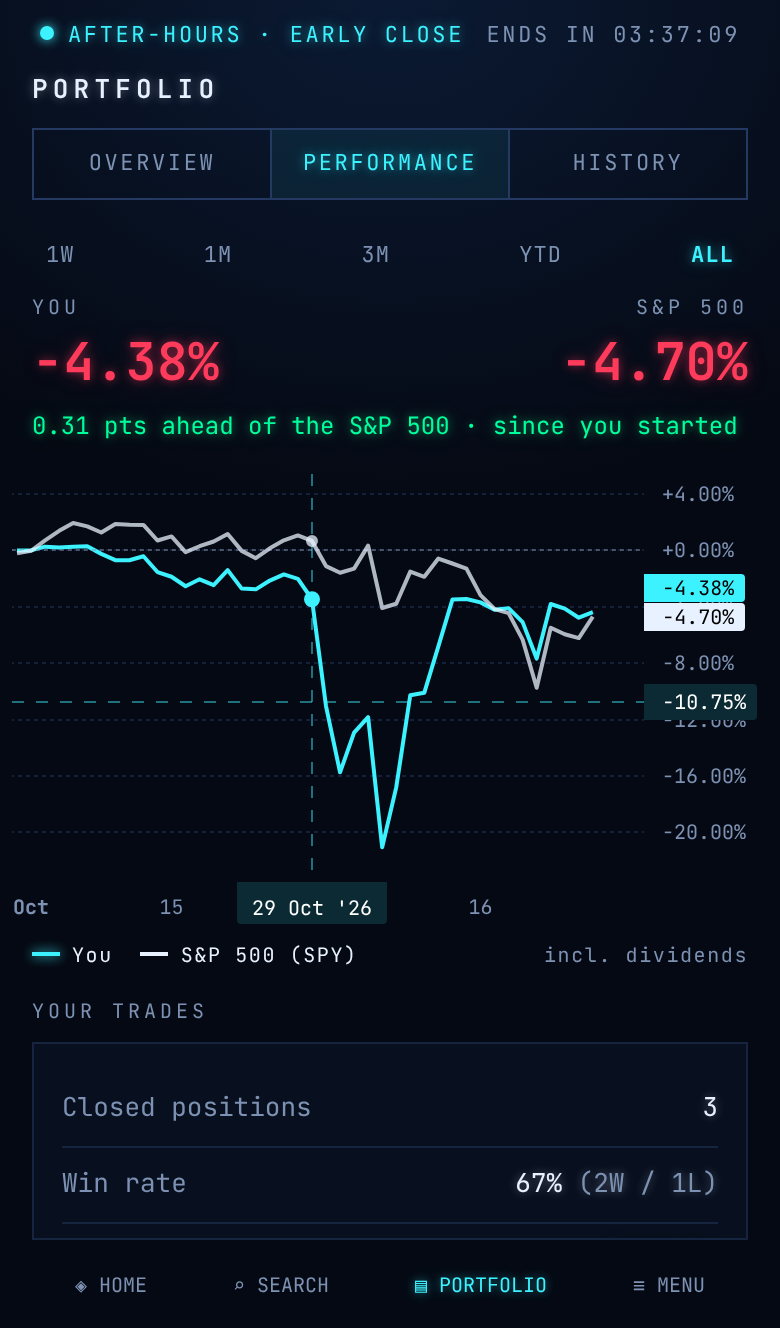 AFTER-HOURS · EARLY CLOSE ENDS IN 03:37:09
PORTFOLIO
OVERVIEW PERFORMANCE HISTORY
1W 1M 3M YTD ALL
YOU S&P 500
-4.38% -4.70%
0.31 pts ahead of the S&P 500 · since you started
+4.00%
+0.00%
-4.38%
-4.70%
-8.00%
-10.75%
-12.00%
-16.00%
-20.00%
Oct 15 29 Oct '26 16
You S&P 500 (SPY) incl. dividends
YOUR TRADES
Closed positions 3
Win rate 67% (2W / 1L)
HOME SEARCH PORTFOLIO MENU